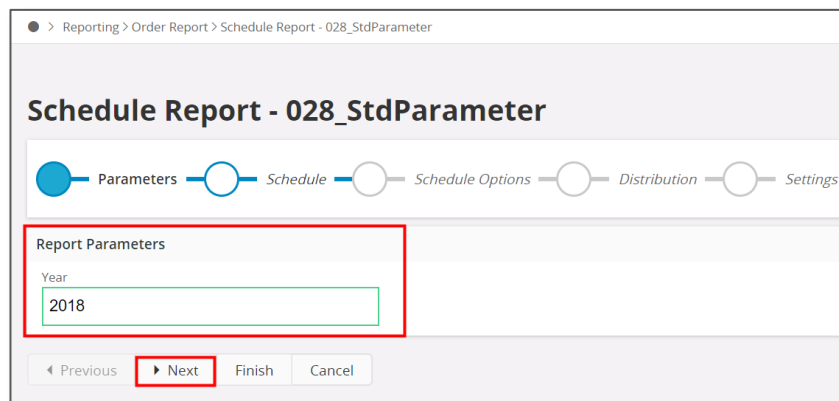 > Reporting > Order Report > Schedule Report - 028_StdParameter
Schedule Report - 028_StdParameter
Parameters Schedule Schedule Options Distribution Settings
Report Parameters
Year
2018
Previous Next Finish Cancel